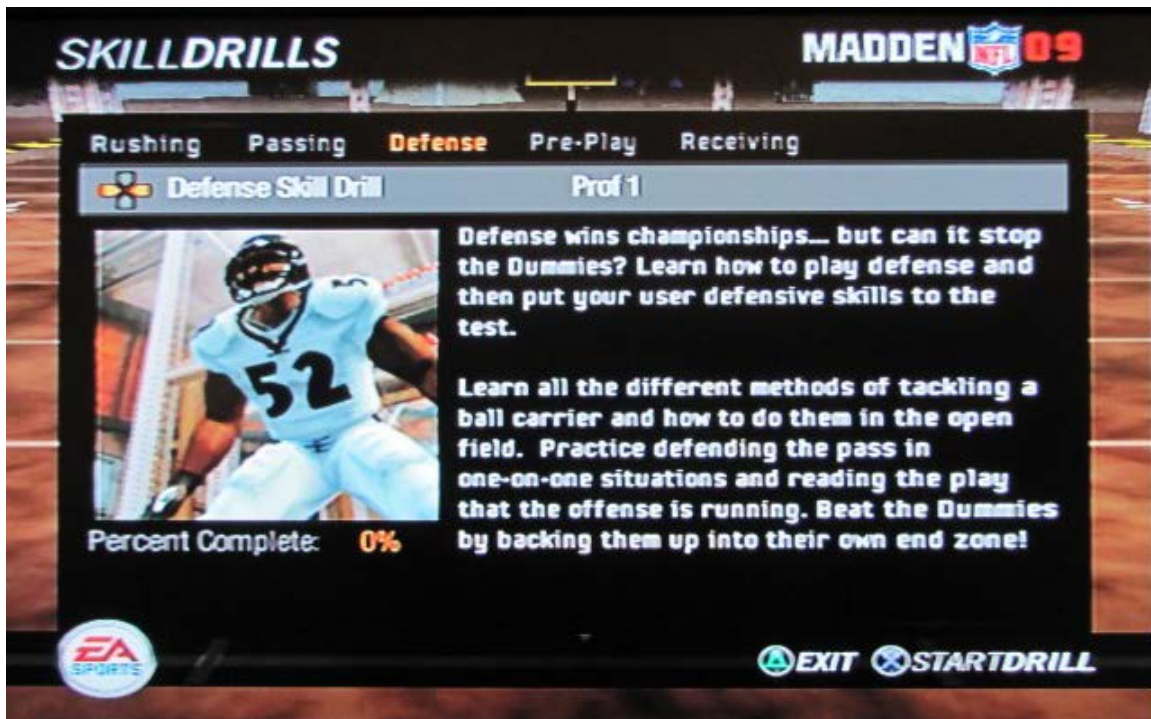 SKILLDRILLS
MADDEN NFL 09
Rushing Passing Defense Pre-Play Receiving
Defense Skill Drill Prof 1
Defense wins championships... but can it stop
the Dummies? Learn how to play defense and
then put your user defensive skills to the
test.
Learn all the different methods of tackling a
ball carrier and how to do them in the open
field. Practice defending the pass in
one-on-one situations and reading the play
that the offense is running. Beat the Dummies
by backing them up into their own end zone!
52
52
Percent Complete: 0%
EA
SPORTS
EXIT STARTDRILL